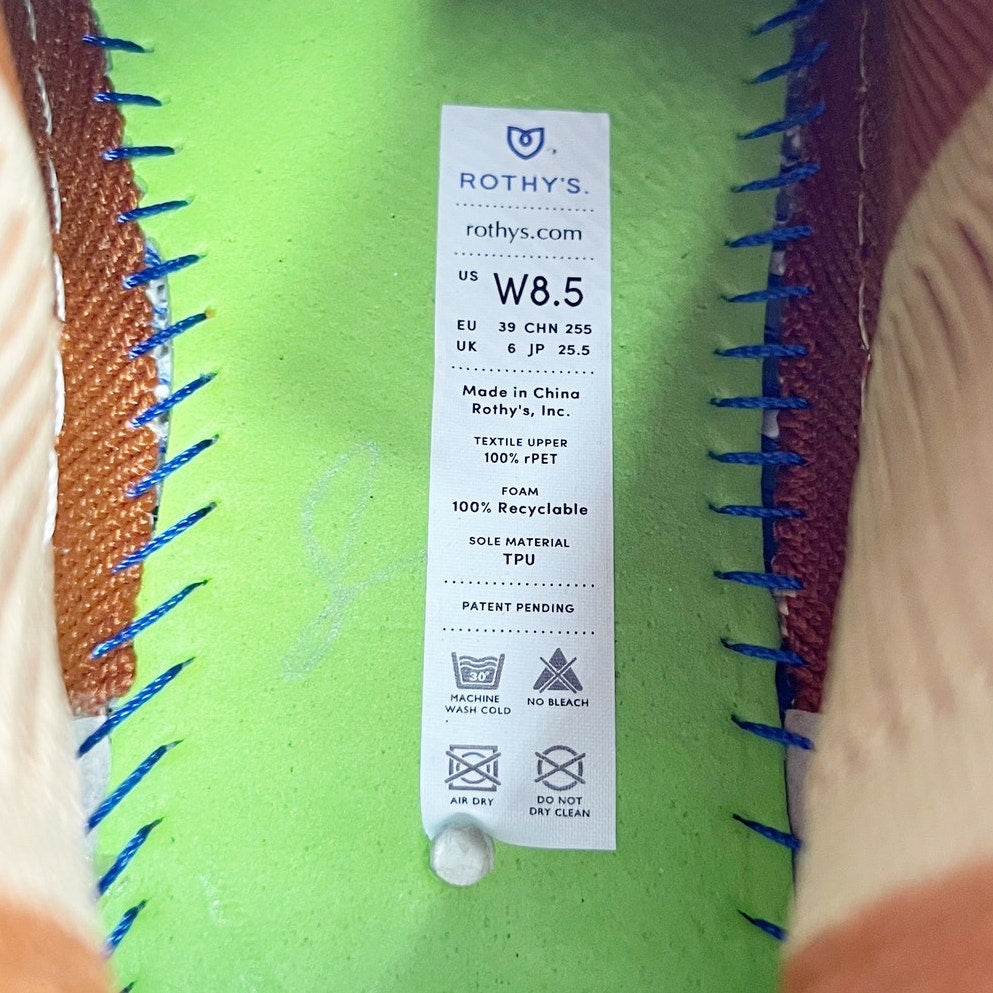 ROTHY'S.
rothys.com
US W8.5
EU 39 CHN 255
UK 6 JP 25.5
Made in China
Rothy's, Inc.
TEXTILE UPPER
100% rPET
FOAM
100% Recyclable
SOLE MATERIAL
TPU
PATENT PENDING
30°
MACHINE WASH COLD
NO BLEACH
AIR DRY
DO NOT DRY CLEAN